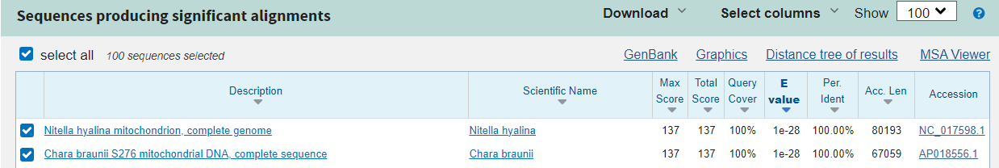 Sequences producing significant alignments Download Select columns Show 100 ?
select all 100 sequences selected GenBank Graphics Distance tree of results MSA Viewer
Description Scientific Name Max Score Total Score Query Cover E value Per. Ident Acc. Len Accession
Nitella hyalina mitochondrion, complete genome Nitella hyalina 137 137 100% 1e-28 100.00% 80193 NC_017598.1
Chara braunii S276 mitochondrial DNA, complete sequence Chara braunii 137 137 100% 1e-28 100.00% 67059 AP018556.1